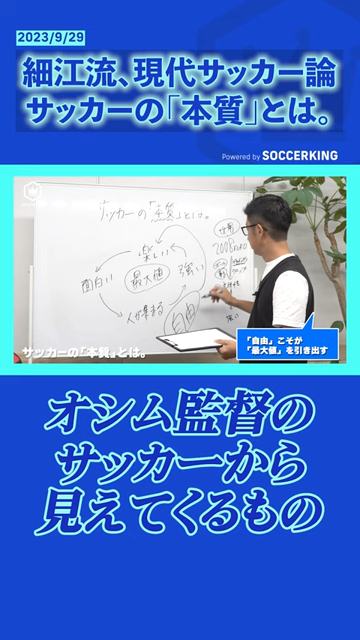 2023/9/29
細江流、現代サッカー論
サッカーの「本質」とは。
Powered by SOCCERKING
サッカーの「本質」とは。
楽しい
面白い
最大値
強い
人が集まる
自由
「自由」こそが
「最大値」を引き出す
サッカーの「本質」とは。
オシム監督の
サッカーから
見えてくるもの